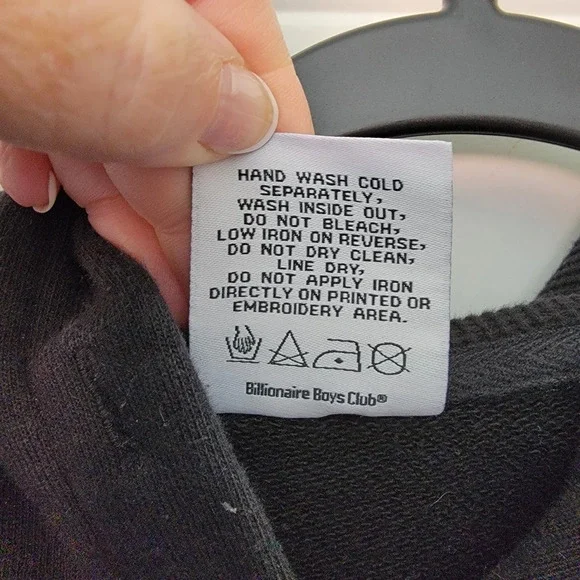 HAND WASH COLD
SEPARATELY,
WASH INSIDE OUT,
DO NOT BLEACH,
LOW IRON ON REVERSE,
DO NOT DRY CLEAN,
LINE DRY,
DO NOT APPLY IRON
DIRECTLY ON PRINTED OR
EMBROIDERY AREA.
Billionaire Boys Club®